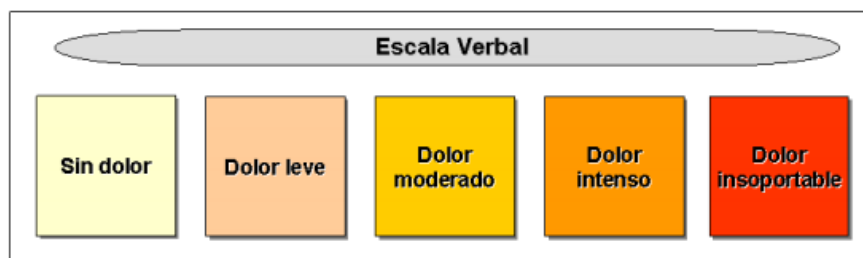 Escala Verbal
Sin dolor
Dolor leve
Dolor
moderado
Dolor
intenso
Dolor
insoportable